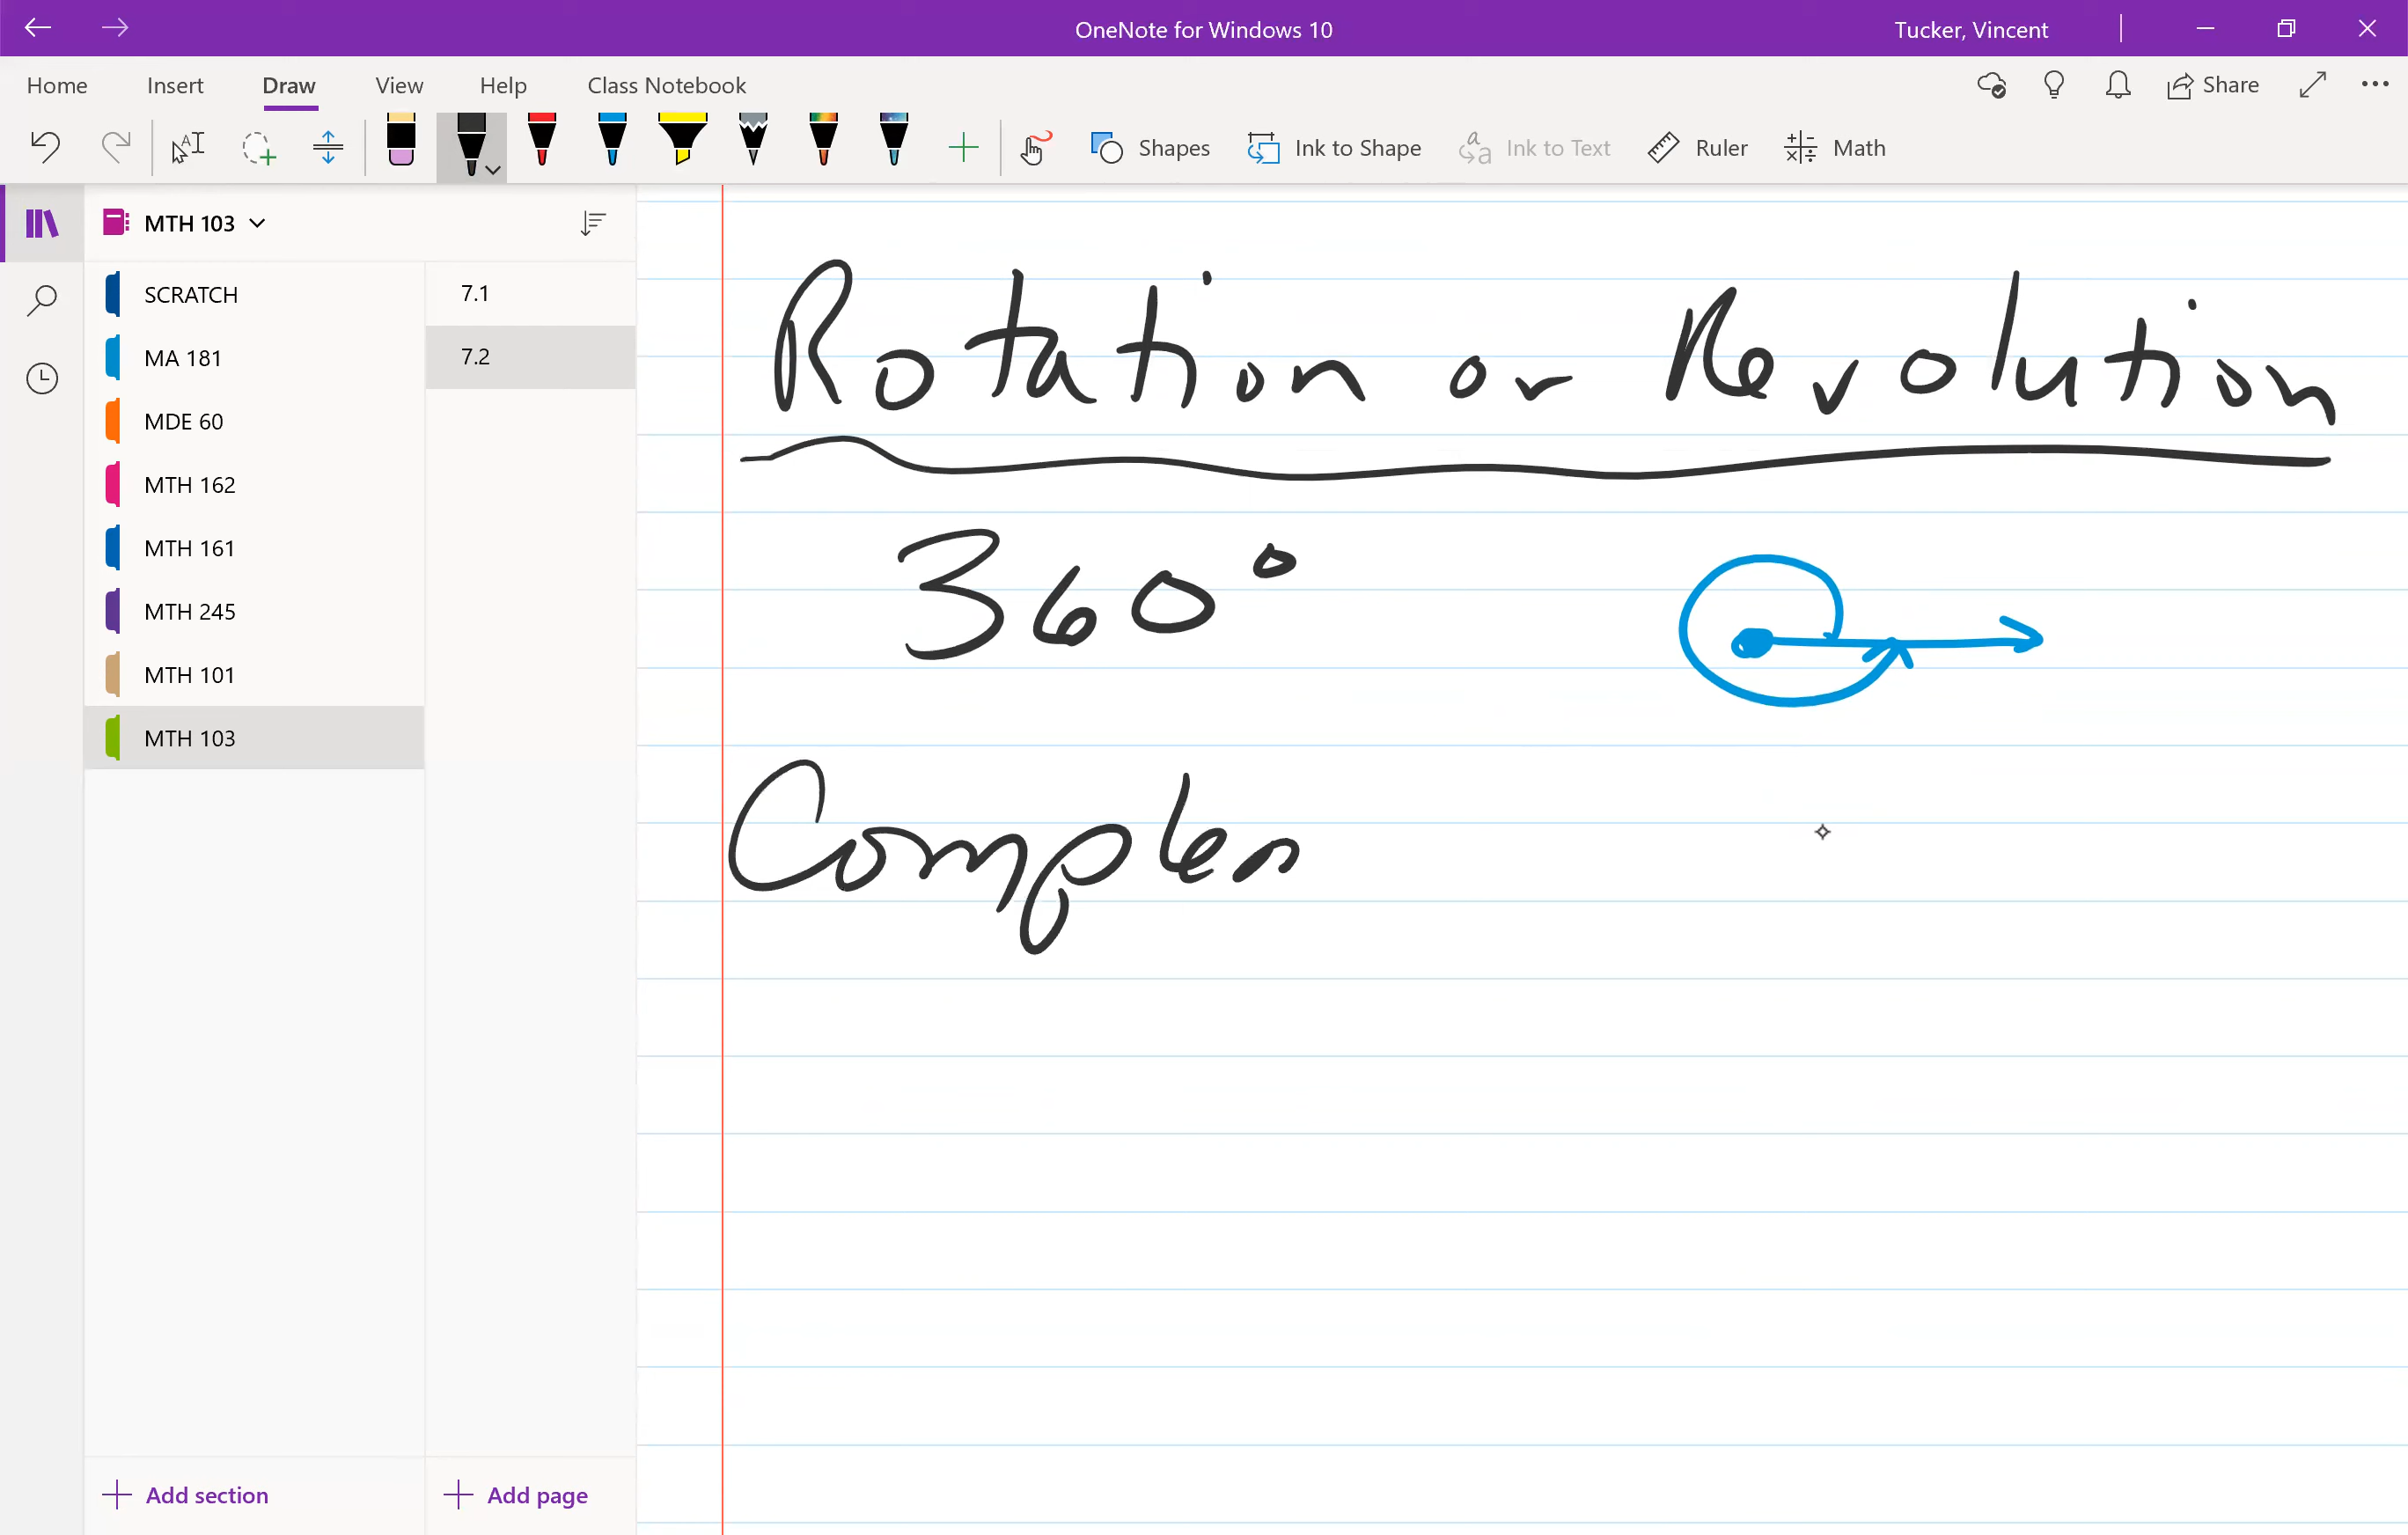 OneNote for Windows 10
Tucker, Vincent
Home Insert Draw View Help Class Notebook
Share
Shapes Ink to Shape Ink to Text Ruler Math
MTH 103
SCRATCH
MA 181
MDE 60
MTH 162
MTH 161
MTH 245
MTH 101
MTH 103
7.1
7.2
Rotation or Revolution
360°
Complem
Add section
Add page